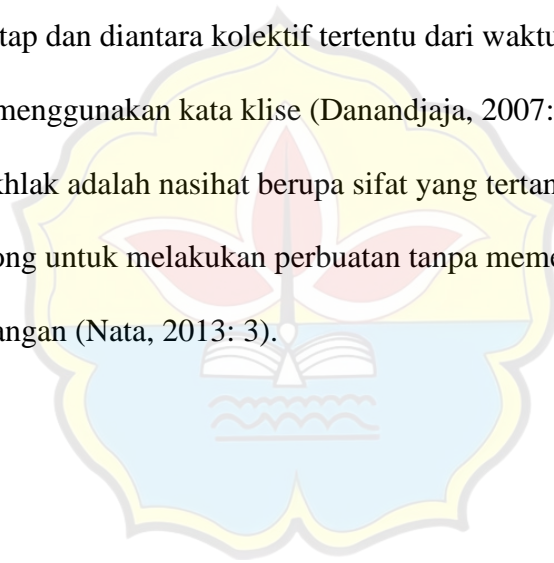 tap dan diantara kolektif tertentu dari waktu
menggunakan kata klise (Danandjaja, 2007:
khlak adalah nasihat berupa sifat yang tertan
ong untuk melakukan perbuatan tanpa meme
angan (Nata, 2013: 3).